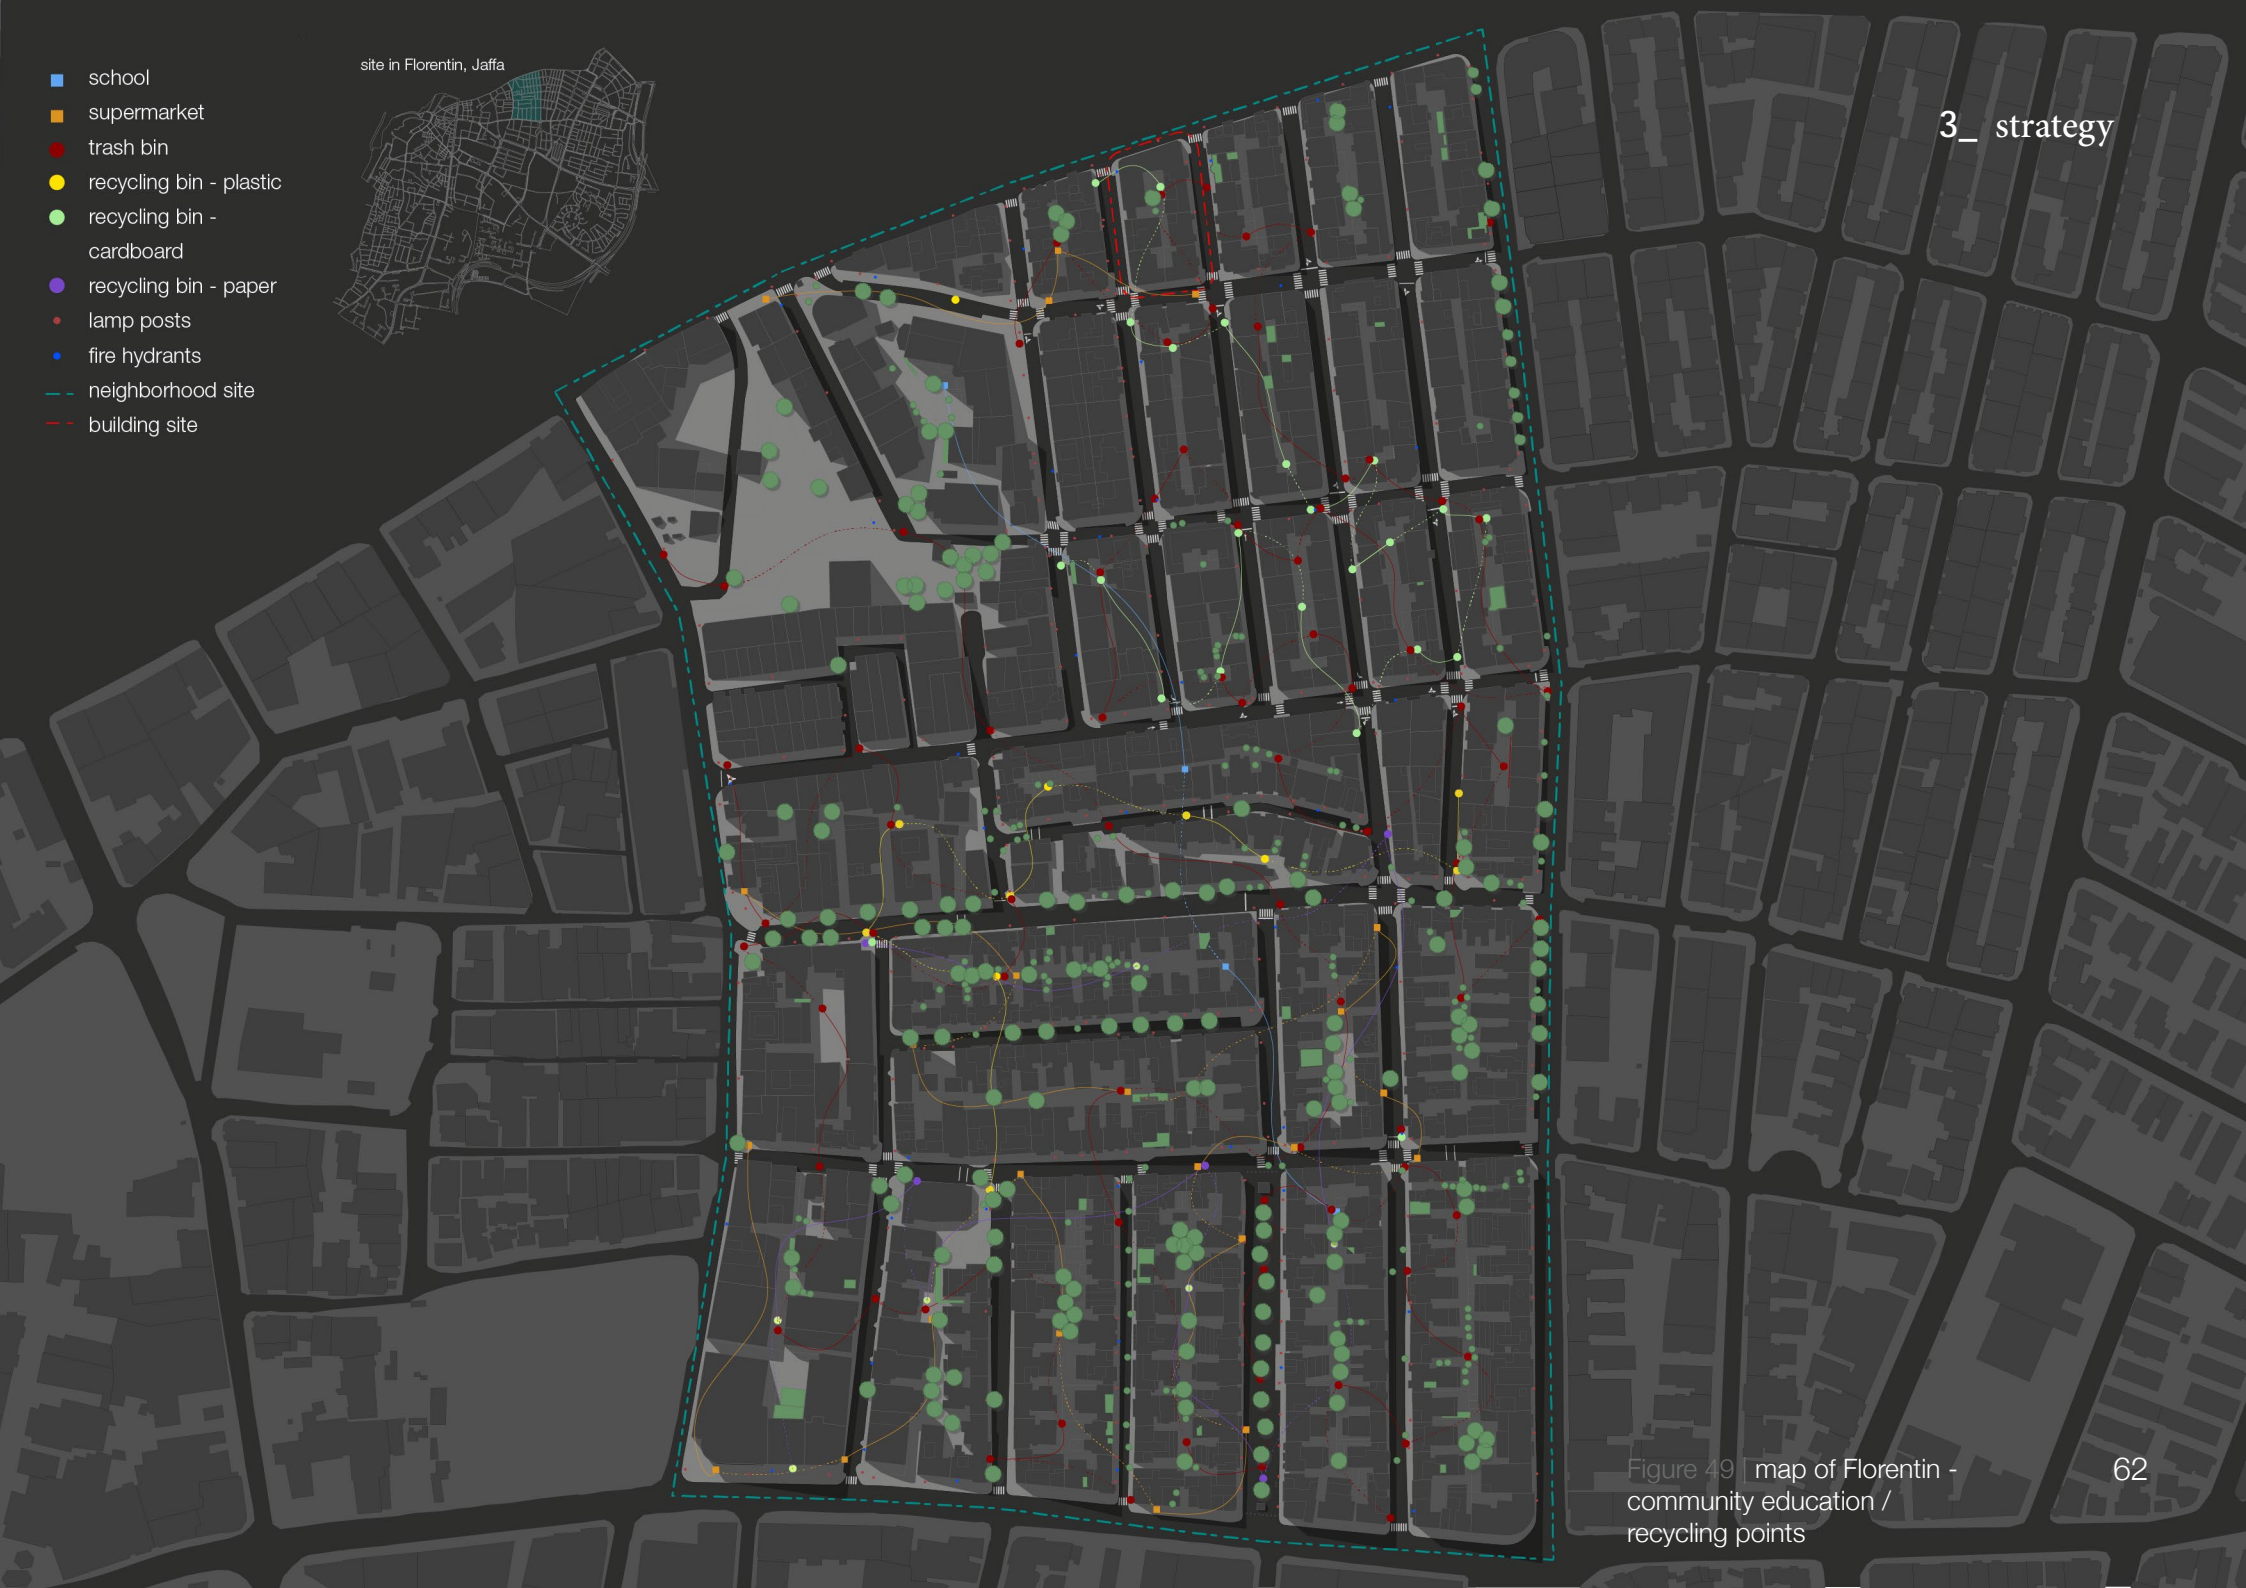 site in Florentin, Jaffa
school
supermarket
trash bin
recycling bin - plastic
recycling bin -
cardboard
recycling bin - paper
lamp posts
fire hydrants
neighborhood site
building site
3_ strategy
Figure 49 | map of Florentin -
community education /
recycling points
62